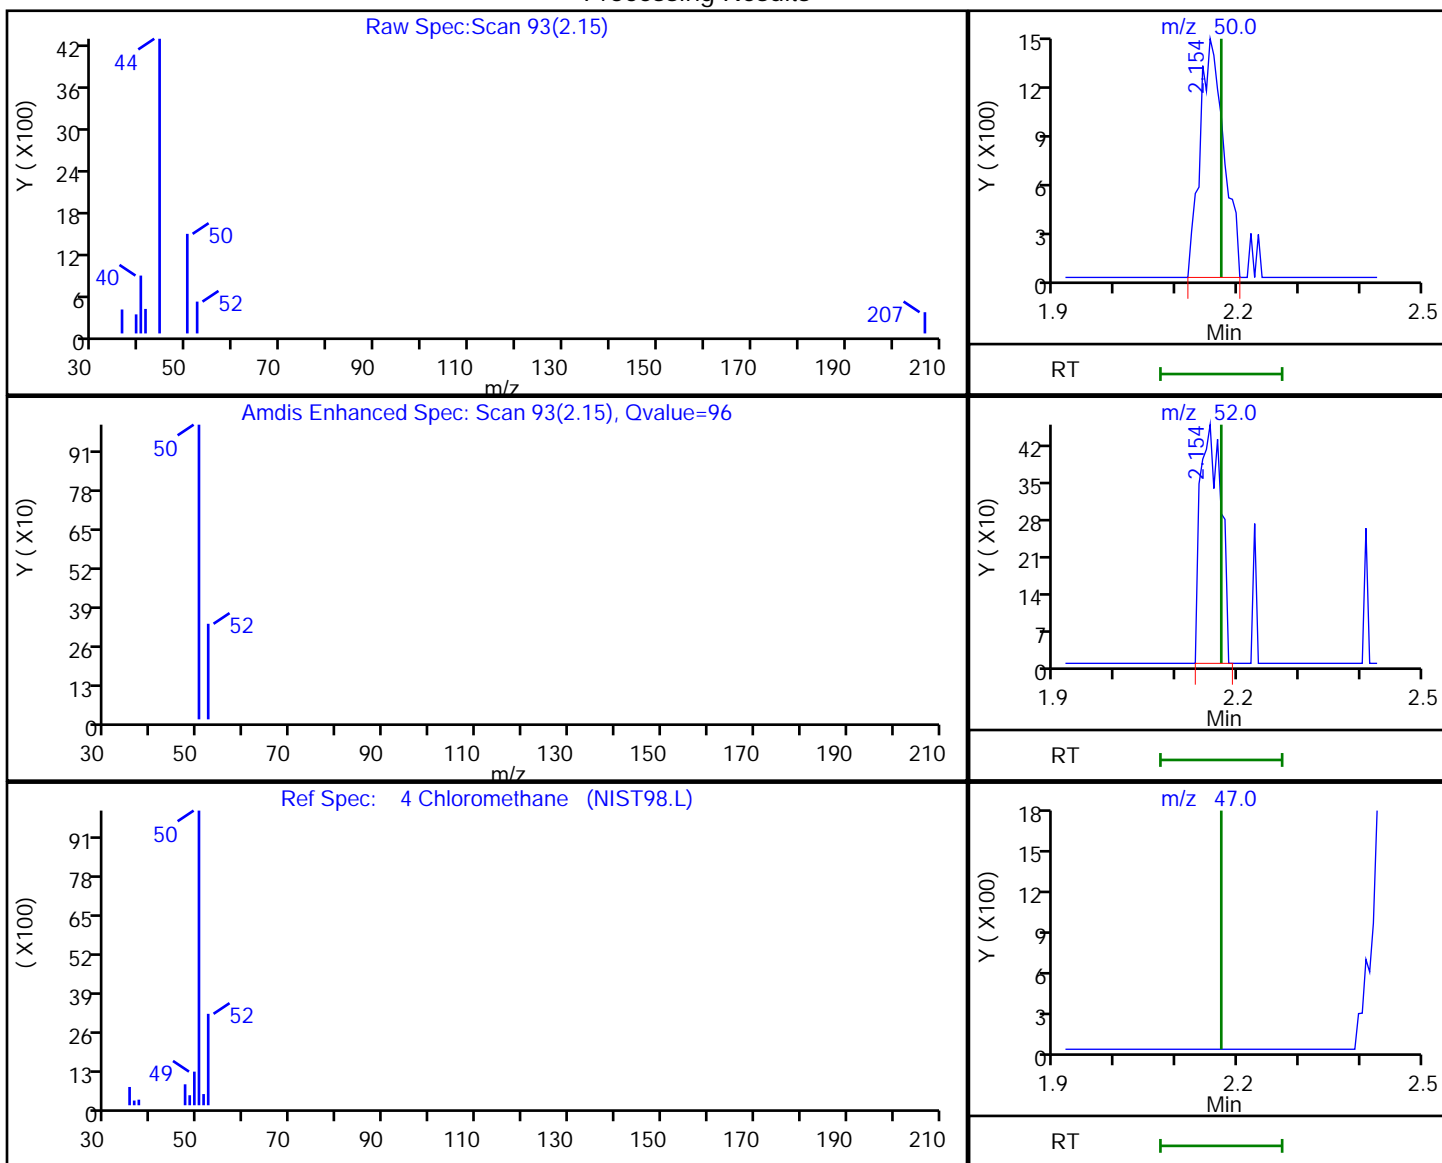 Processing Results
Raw Spec:Scan 93(2.15)
Y ( X100)
42
36
30
24
18
12
6
0
44
40
50
52
207
30 50 70 90 110 130 150 170 190 210
m/z
m/z 50.0
Y ( X100)
15
12
9
6
3
0
2.154
1.9 2.2 2.5
Min
RT
Amdis Enhanced Spec: Scan 93(2.15), Qvalue=96
Y ( X10)
91
78
65
52
39
26
13
0
50
52
30 50 70 90 110 130 150 170 190 210
m/z
m/z 52.0
Y ( X10)
42
35
28
21
14
7
0
2.154
1.9 2.2 2.5
Min
RT
Ref Spec: 4 Chloromethane (NIST98.L)
( X100)
91
78
65
52
39
26
13
0
50
49
52
30 50 70 90 110 130 150 170 190 210
m/z 47.0
Y ( X100)
18
15
12
9
6
3
0
1.9 2.2 2.5
Min
RT